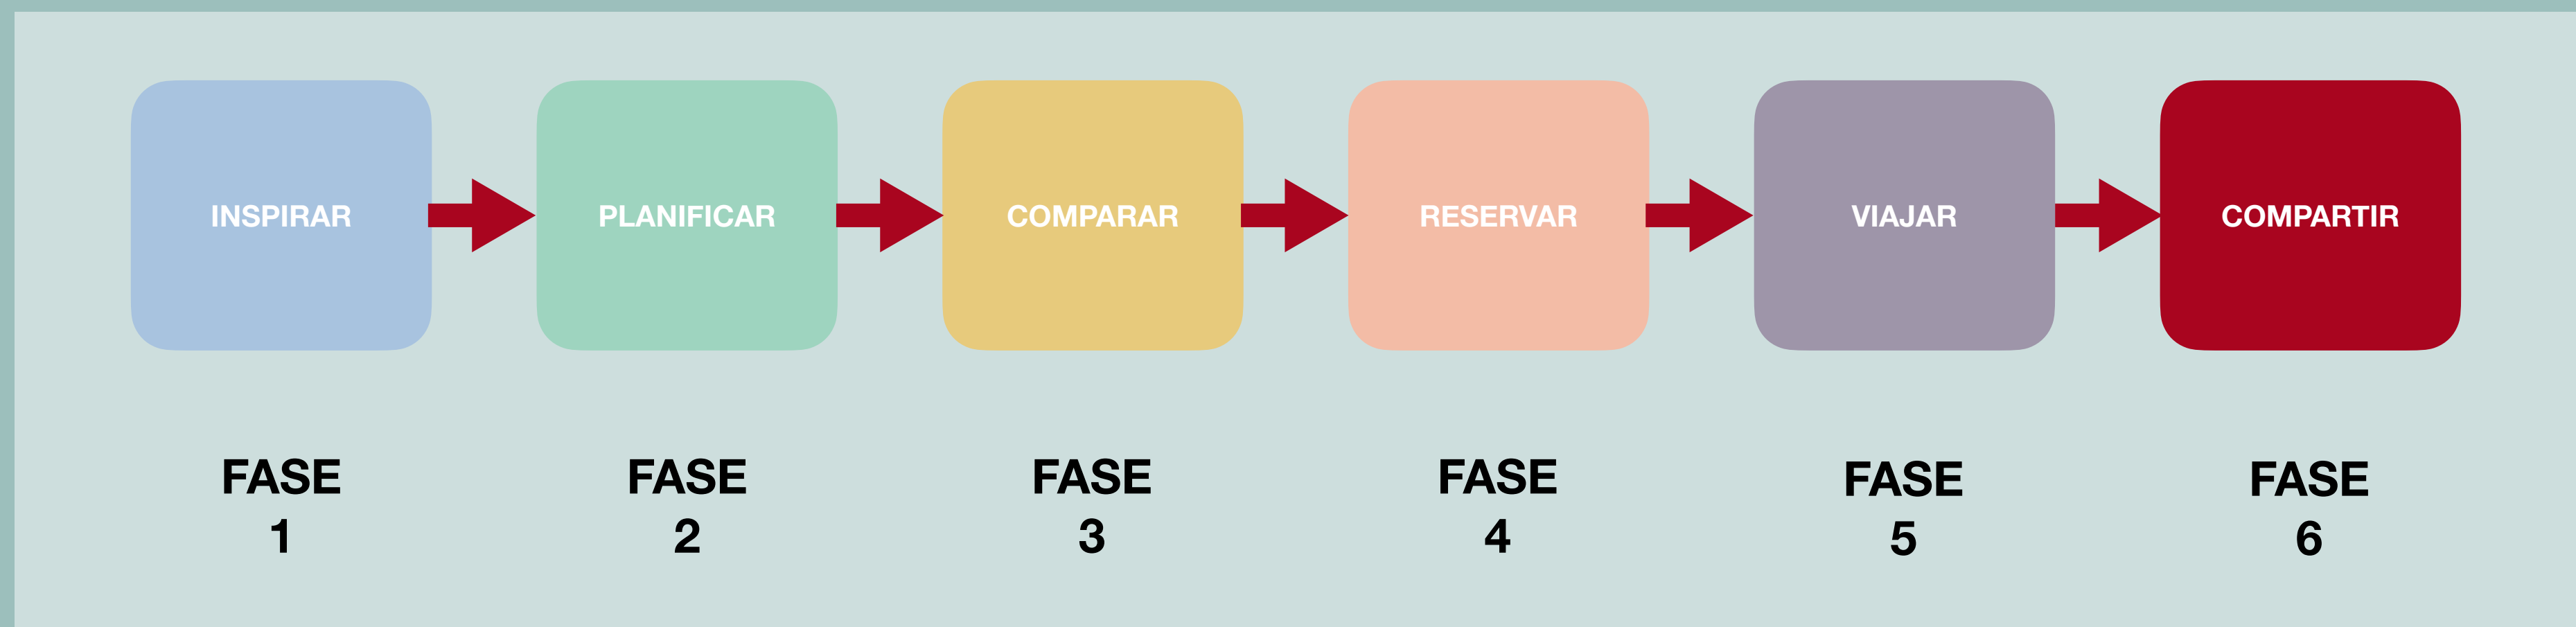 INSPIRAR
PLANIFICAR
COMPARAR
RESERVAR
VIAJAR
COMPARTIR
FASE
1
FASE
2
FASE
3
FASE
4
FASE
5
FASE
6